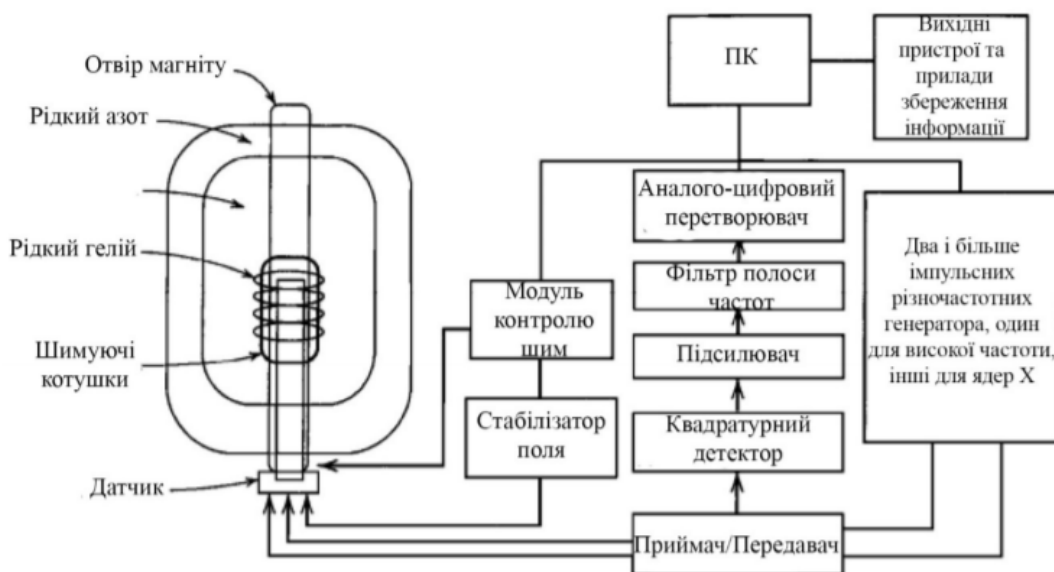 Отвір магніту
Рідкий азот
Рідкий гелій
Шимуючі
котушки
Датчик
ПК
Вихідні
пристрої та
прилади
збереження
інформації
Аналого-цифровий
перетворювач
Фільтр полоси
частот
Підсилювач
Квадратурний
детектор
Приймач/Передавач
Модуль
контролю
шим
Стабілізатор
поля
Два і більше
імпульсних
різночастотних
генератора, один
для високої частоти,
інші для ядер X